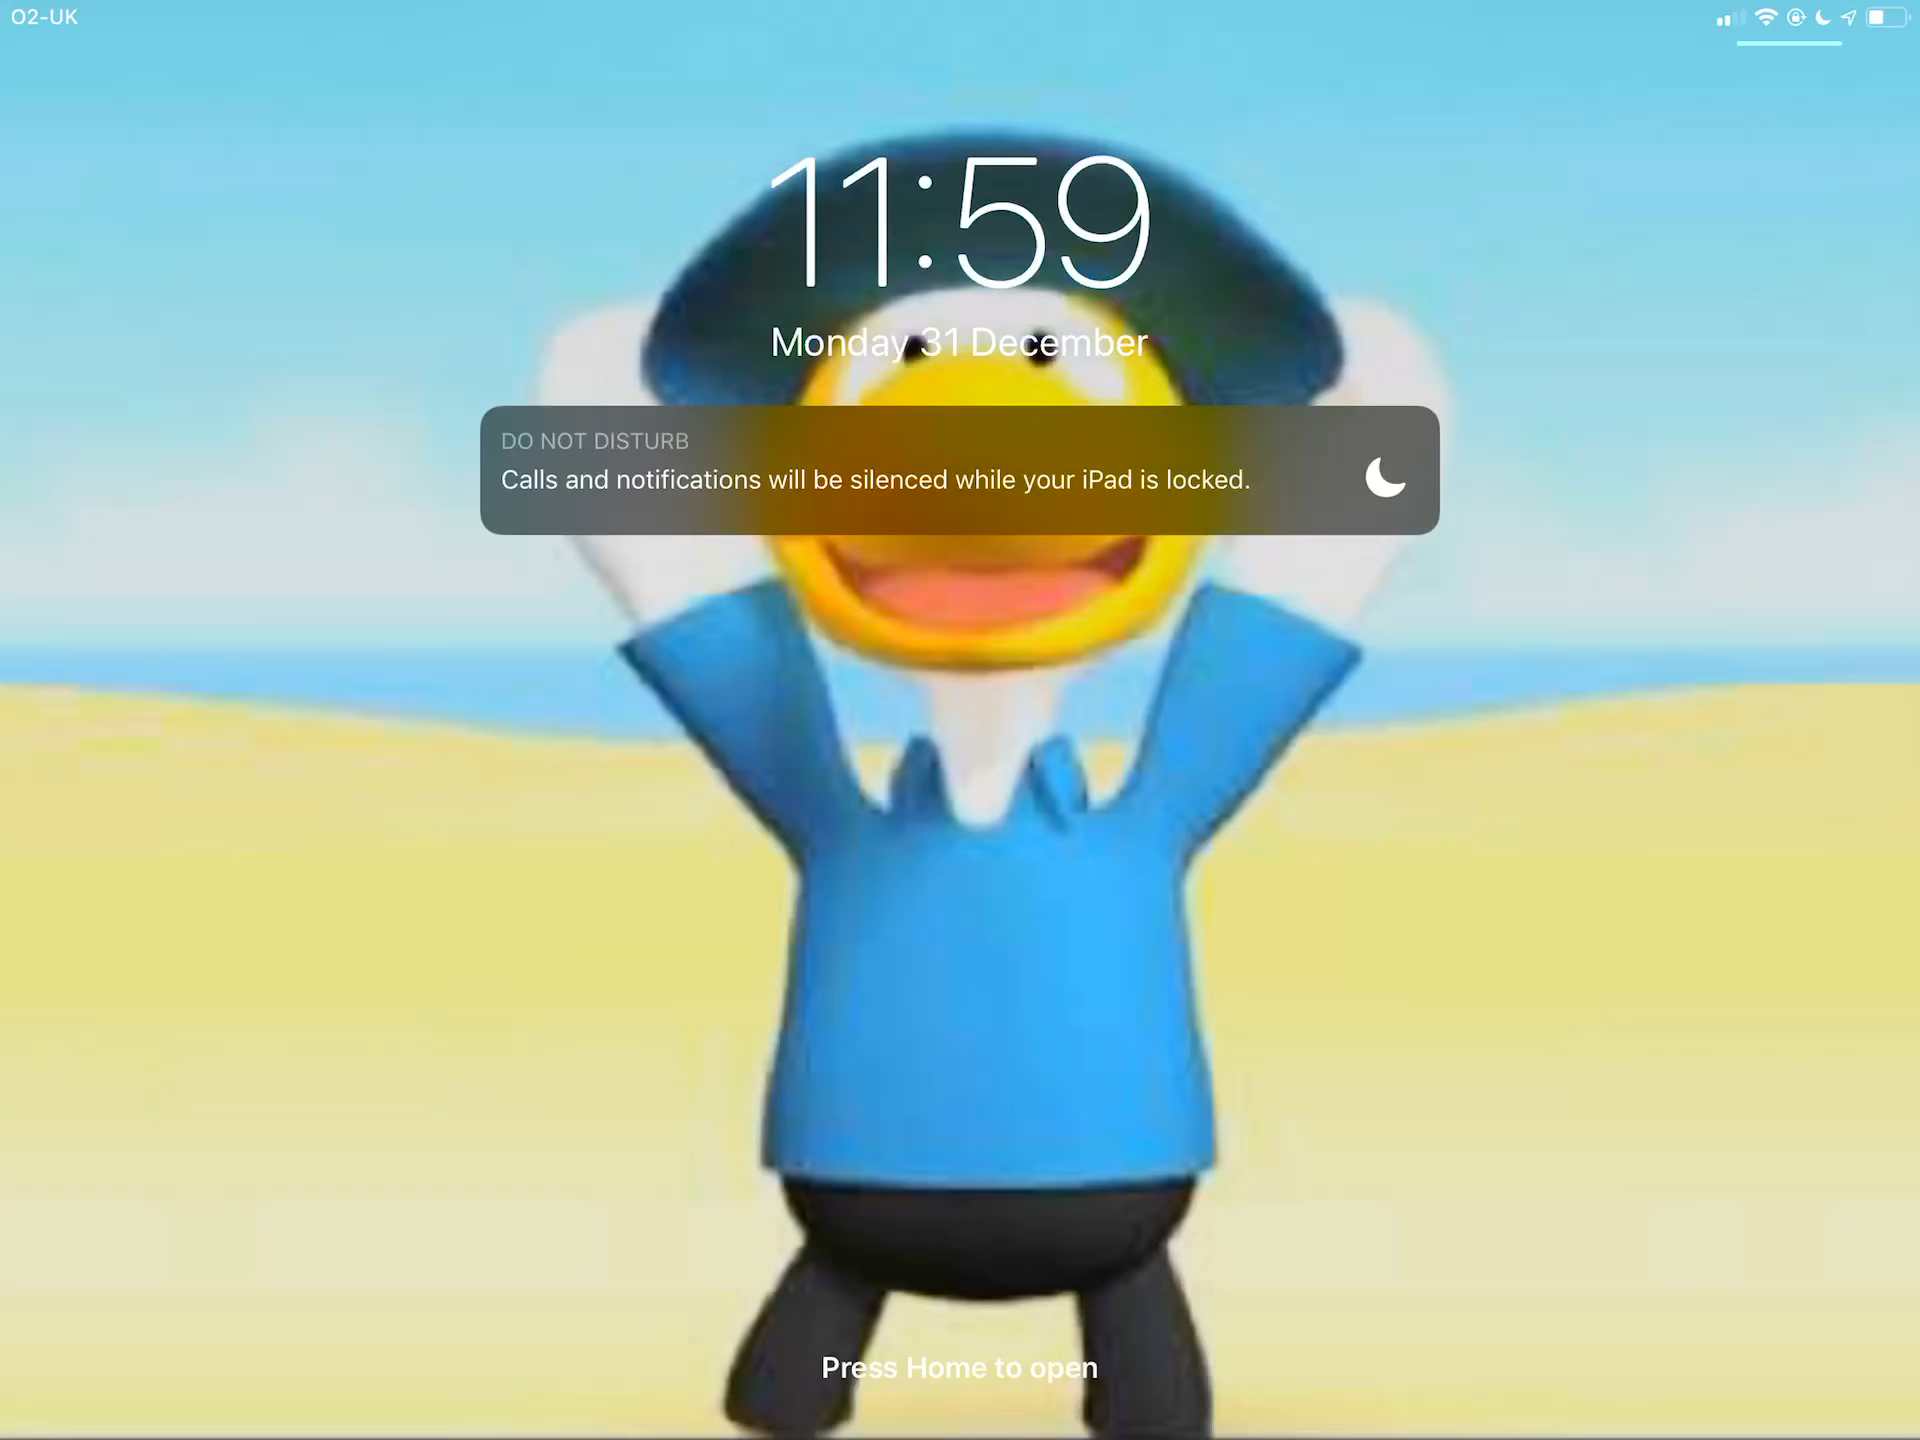 O2-UK
11:59
Monday 31 December
DO NOT DISTURB
Calls and notifications will be silenced while your iPad is locked.
Press Home to open